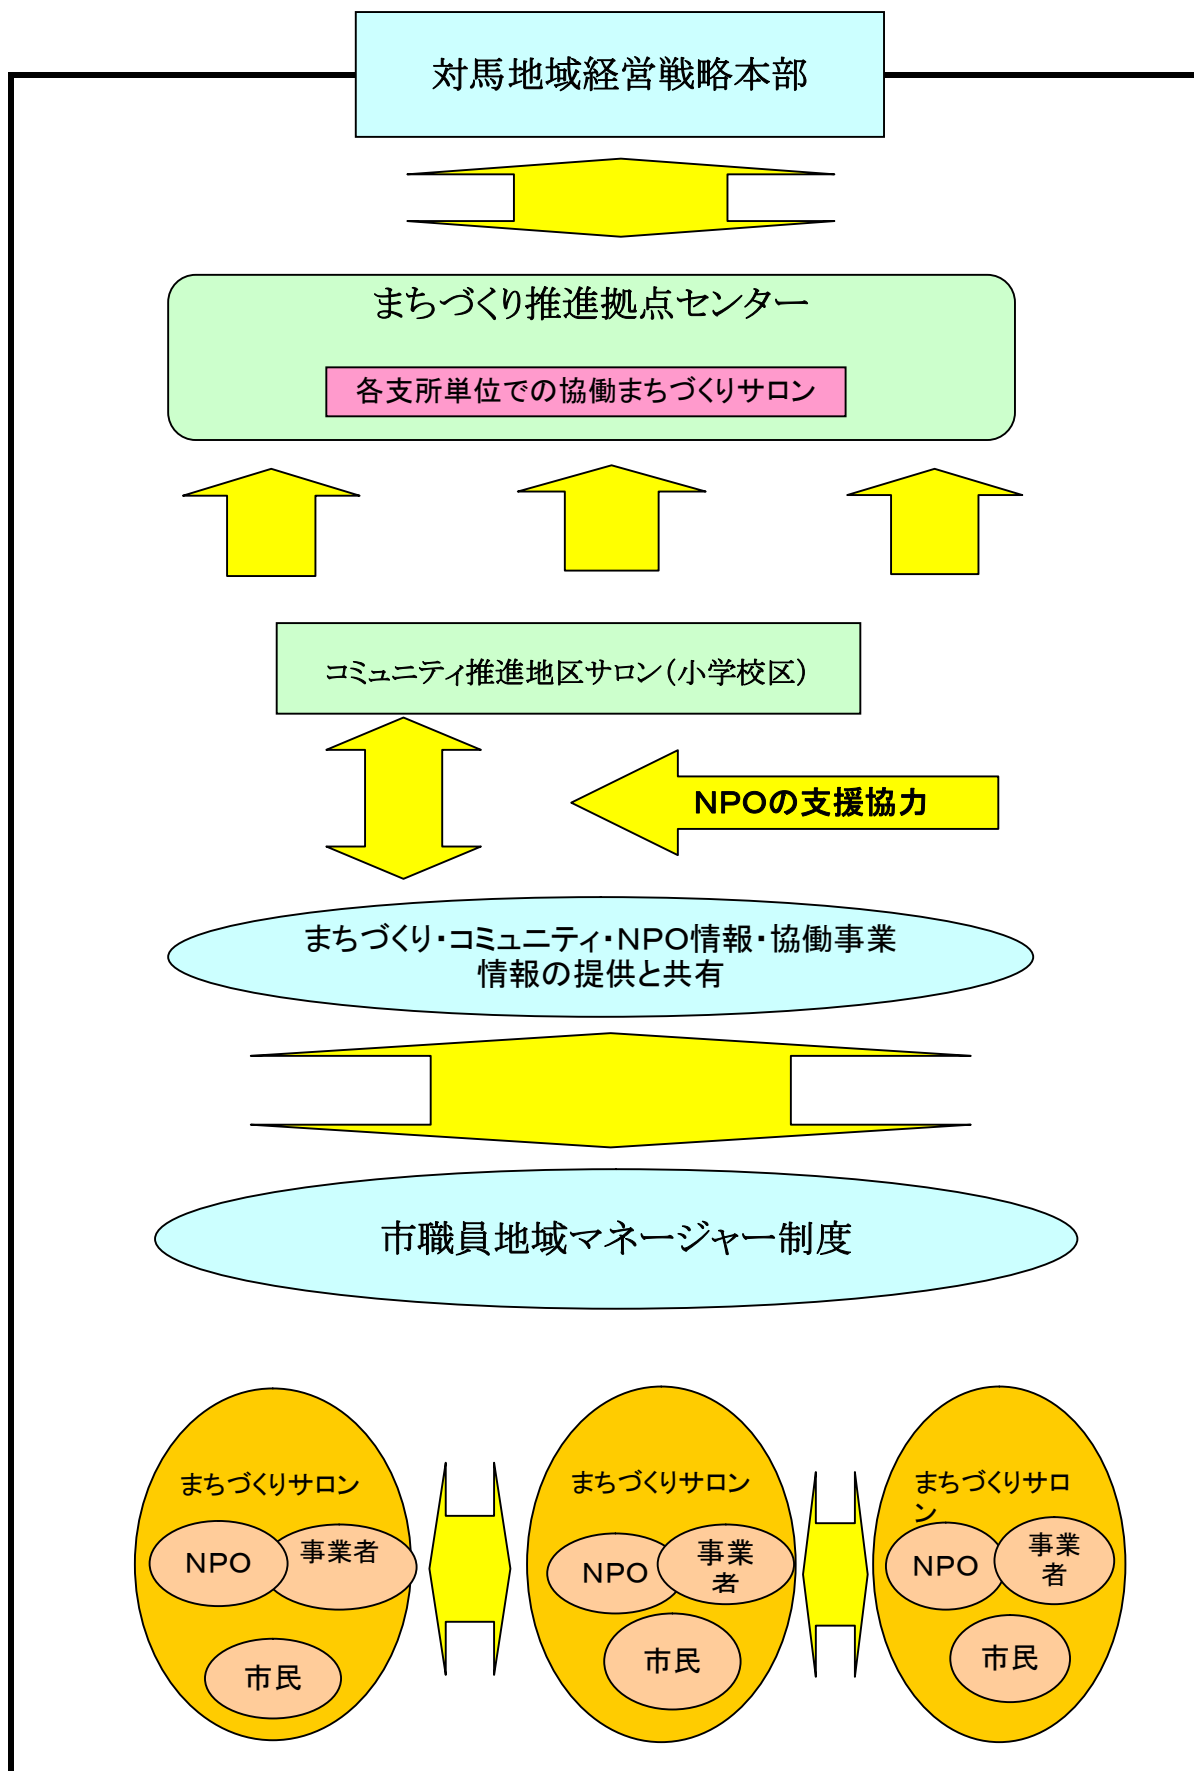 対馬地域経営戦略本部
まちづくり推進拠点センター
各支所単位での協働まちづくりサロン
コミュニティ推進地区サロン(小学校区)
NPOの支援協力
まちづくり・コミュニティ・NPO情報・協働事業
情報の提供と共有
市職員地域マネージャー制度
まちづくりサロン
NPO
事業者
市民
まちづくりサロン
NPO
事業
者
市民
まちづくりサロ
ン
NPO
事業
者
市民